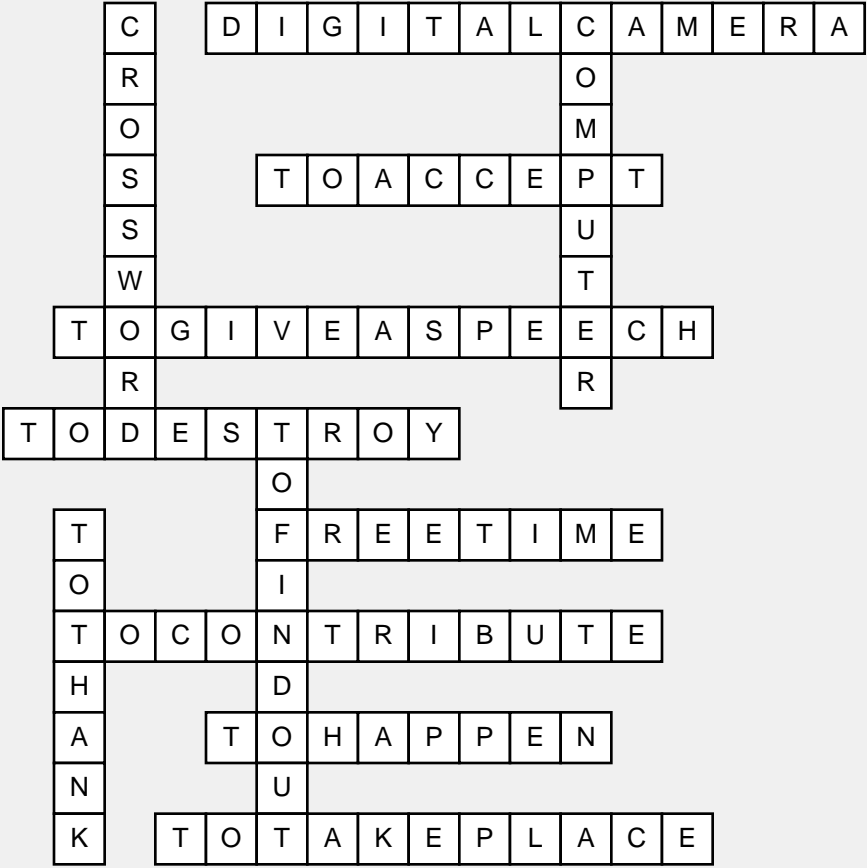 CROSSWORD
DIGITALCAMERA
COMPUTER
TOACCEPT
TOGIVEASPEECH
TODESTROY
TOFINDOUT
TOTHANK
FREETIME
TOCONTRIBUTE
TOHAPPEN
TOTAKEPLACE